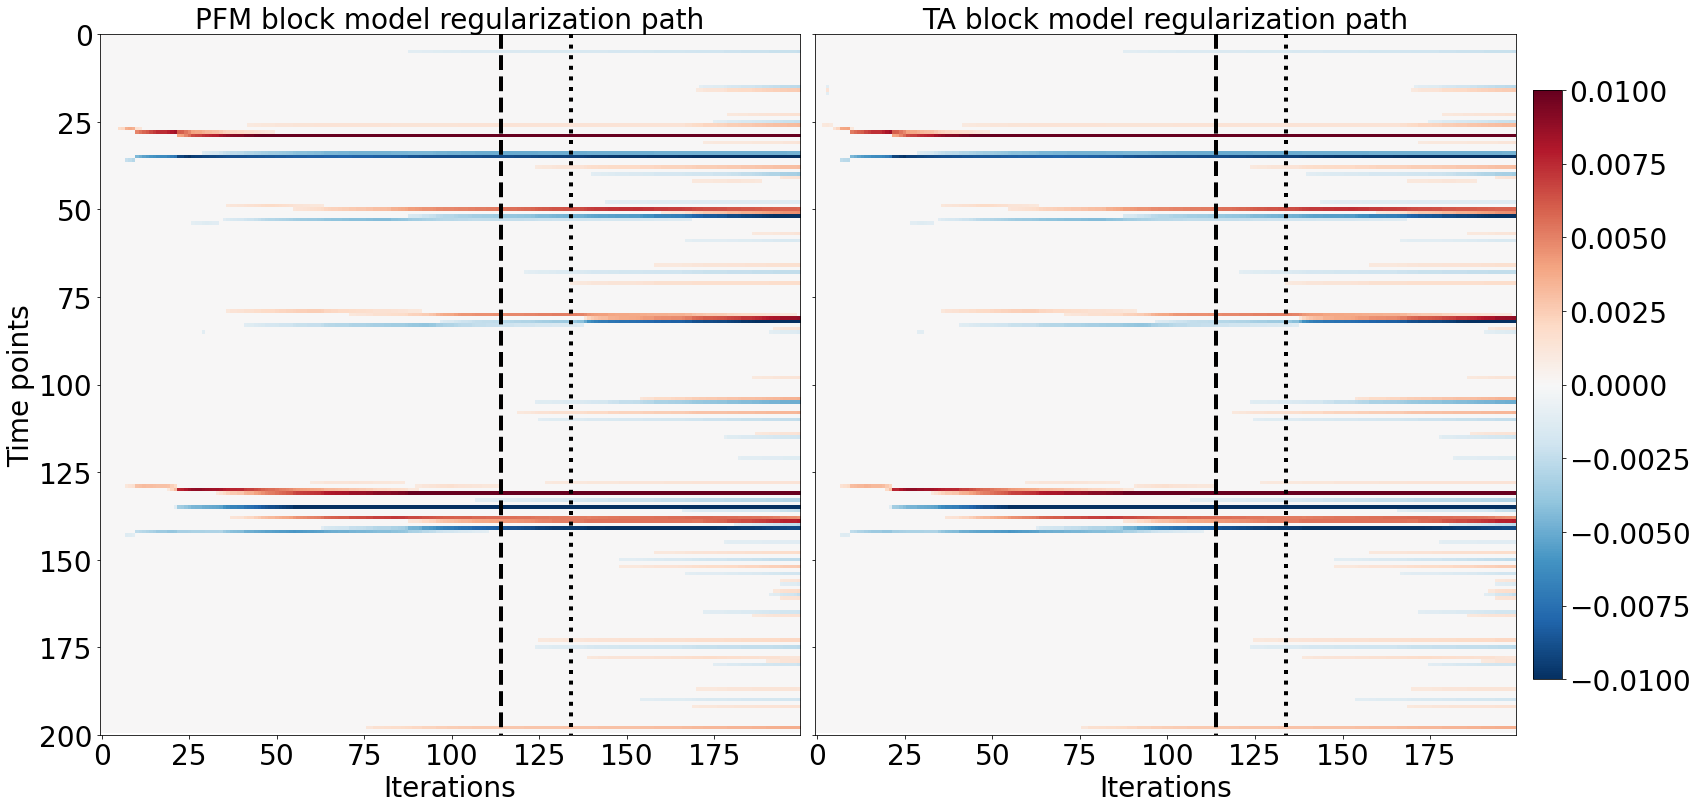 PFM block model regularization path
TA block model regularization path
0
25
50
75
100
125
150
175
200
Time points
0 25 50 75 100 125 150 175
Iterations
0 25 50 75 100 125 150 175
Iterations
0.0100
0.0075
0.0050
0.0025
0.0000
−0.0025
−0.0050
−0.0075
−0.0100